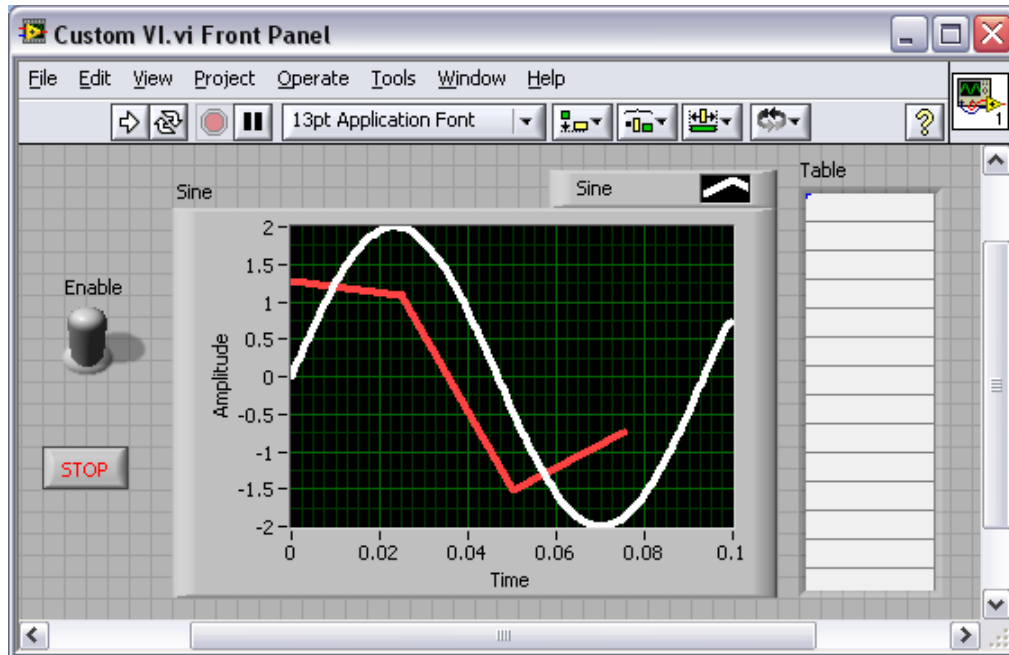 Custom VI.vi Front Panel
File Edit View Project Operate Tools Window Help
13pt Application Font
?
1
Table
Sine
Sine
Enable
STOP
Amplitude
2
1.5
1
0.5
0
-0.5
-1
-1.5
-2
0 0.02 0.04 0.06 0.08 0.1
Time